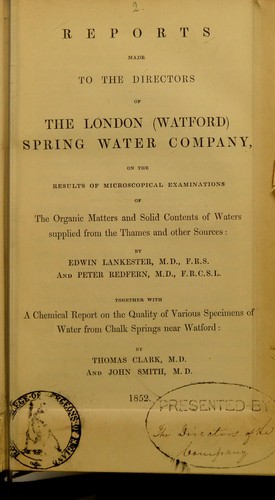 2.
REPORTS
MADE
TO THE DIRECTORS
OF
THE LONDON (WATFORD)
SPRING WATER COMPANY,
ON THE
RESULTS OF MICROSCOPICAL EXAMINATIONS
OF
The Organic Matters and Solid Contents of Waters
supplied from the Thames and other Sources:
BY
EDWIN LANKESTER, M.D., F.R.S.
AND PETER REDFERN, M.D., F.R.C.S.L.
TOGETHER WITH
A Chemical Report on the Quality of Various Specimens of
Water from Chalk Springs near Watford:
BY
THOMAS CLARK, M.D.
AND JOHN SMITH, M.D.
1852.
PRESENTED BY
The Directors of the
Company